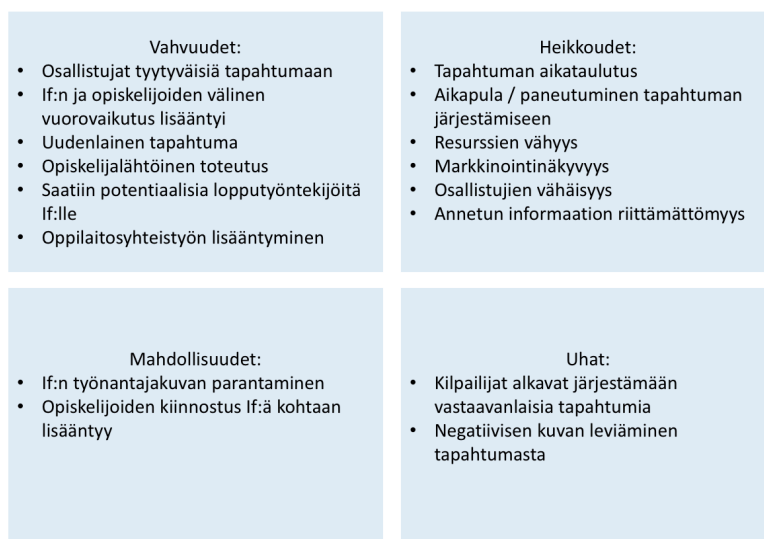 Vahvuudet:
• Osallistujat tyytyväisiä tapahtumaan
• If:n ja opiskelijoiden välinen
vuorovaikutus lisääntyi
• Uudenlainen tapahtuma
• Opiskelijalähtöinen toteutus
• Saatiin potentiaalisia lopputyöntekijöitä
If:lle
• Oppilaitosyhteistyön lisääntyminen
Heikkoudet:
• Tapahtuman aikataulutus
• Aikapula / paneutuminen tapahtuman
järjestämiseen
• Resurssien vähyys
• Markkinointinäkyvyys
• Osallistujien vähäisyys
• Annetun informaation riittämättömyys
Mahdollisuudet:
• If:n työnantajakuvan parantaminen
• Opiskelijoiden kiinnostus If:ä kohtaan
lisääntyy
Uhat:
• Kilpailijat alkavat järjestämään
vastaavanlaisia tapahtumia
• Negatiivisen kuvan leviäminen
tapahtumasta